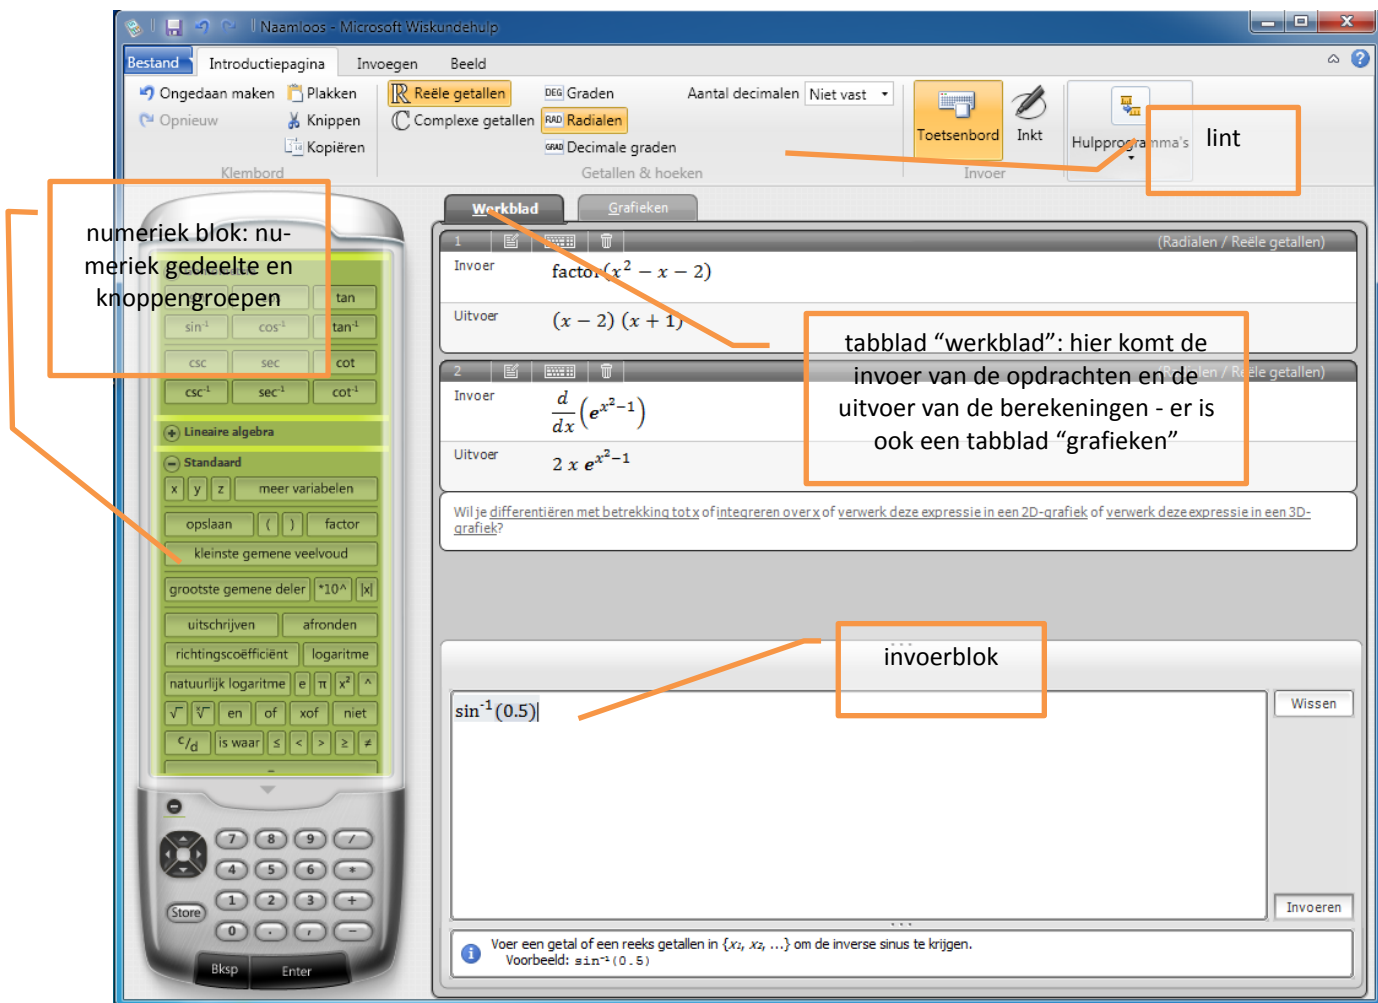 Naamloos - Microsoft Wiskundehulp
Bestand Introductiepagina Invoegen Beeld
Ongedaan maken Plakken Reële getallen DEG Graden Aantal decimalen Niet vast
Opnieuw Knippen Complexe getallen RAD Radialen Toetsenbord Inkt Hulpprogramma's
Kopiëren GRAD Decimale graden
Klembord Getallen & hoeken Invoer
lint
numeriek blok: nu-
meriek gedeelte en
knoppengroepen
tan
sin⁻¹ cos⁻¹ tan⁻¹
csc sec cot
csc⁻¹ sec⁻¹ cot⁻¹
Lineaire algebra
Standaard
x y z meer variabelen
opslaan ( ) factor
kleinste gemene veelvoud
grootste gemene deler *10^ |x|
uitschrijven afronden
richtingscoëfficiënt logaritme
natuurlijk logaritme e π x² ^
√ ˣ√ en of xof niet
c/d is waar ≤ < > ≥ ≠
7 8 9 /
4 5 6 *
Store 1 2 3 +
0 . , −
Bksp Enter
Werkblad Grafieken
1 (Radialen / Reële getallen)
Invoer factor(x² − x − 2)
Uitvoer (x − 2) (x + 1)
tabblad “werkblad”: hier komt de
invoer van de opdrachten en de
uitvoer van de berekeningen - er is
ook een tabblad “grafieken”
2 (Radialen / Reële getallen)
Invoer d/dx (e^(x²−1))
Uitvoer 2 x e^(x²−1)
Wil je differentiëren met betrekking tot x of integreren over x of verwerk deze expressie in een 2D-grafiek of verwerk deze expressie in een 3D-
grafiek?
invoerblok
sin⁻¹(0.5)
Wissen
Invoeren
Voer een getal of een reeks getallen in {x₁, x₂, ...} om de inverse sinus te krijgen.
Voorbeeld: sin⁻¹(0.5)